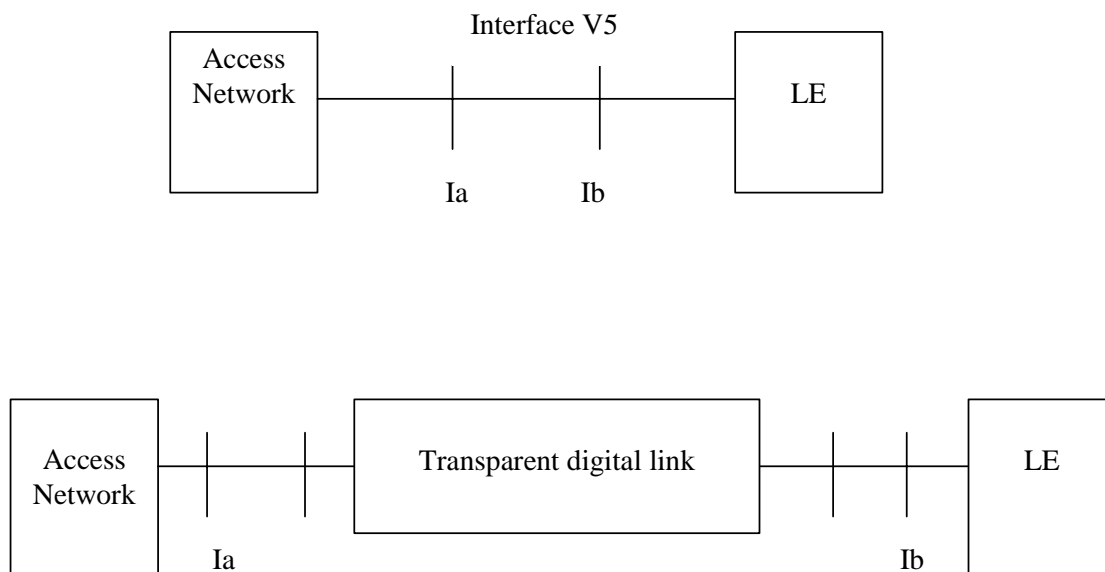 Interface V5
Access
Network
LE
Ia
Ib
Access
Network
Transparent digital link
LE
Ia
Ib